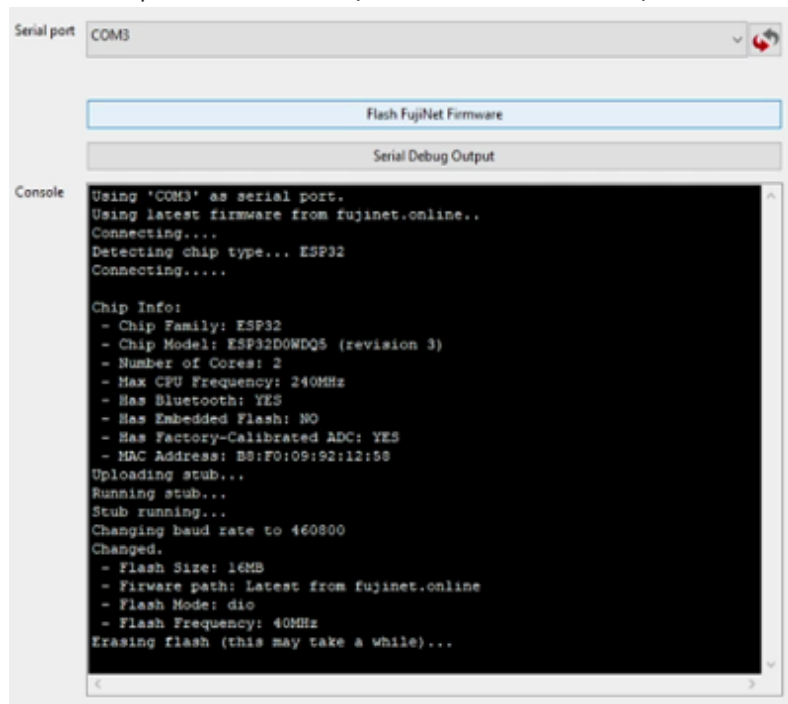 Serial port
COM3
Flash FujiNet Firmware
Serial Debug Output
Console
Using 'COM3' as serial port.
Using latest firmware from fujinet.online..
Connecting....
Detecting chip type... ESP32
Connecting.....
Chip Info:
- Chip Family: ESP32
- Chip Model: ESP32D0WDQ5 (revision 3)
- Number of Cores: 2
- Max CPU Frequency: 240MHz
- Has Bluetooth: YES
- Has Embedded Flash: NO
- Has Factory-Calibrated ADC: YES
- MAC Address: B8:F0:09:92:12:58
Uploading stub...
Running stub...
Stub running...
Changing baud rate to 460800
Changed.
- Flash Size: 16MB
- Firware path: Latest from fujinet.online
- Flash Mode: dio
- Flash Frequency: 40MHz
Erasing flash (this may take a while)...